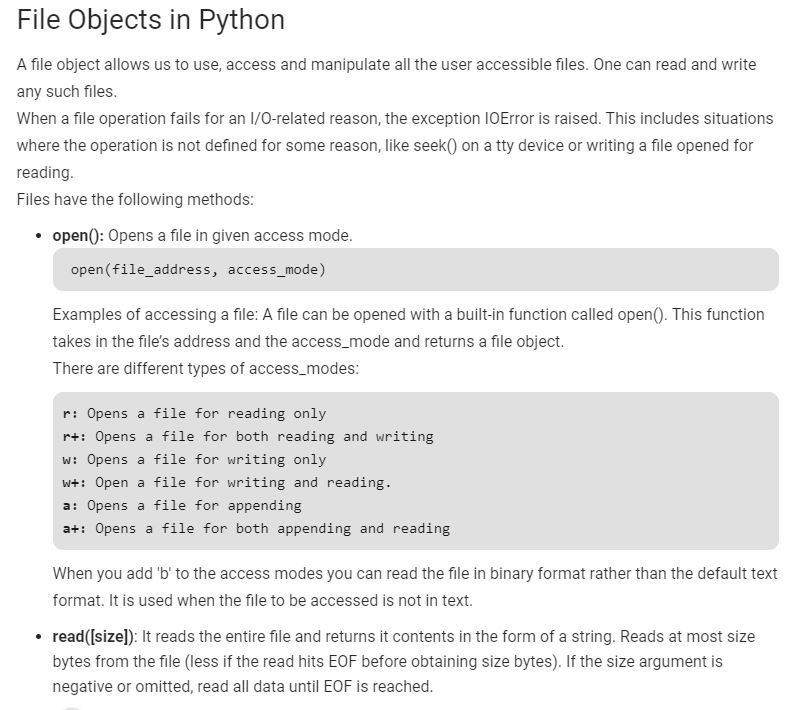 File Objects in Python
A file object allows us to use, access and manipulate all the user accessible files. One can read and write
any such files.
When a file operation fails for an I/O-related reason, the exception IOError is raised. This includes situations
where the operation is not defined for some reason, like seek() on a tty device or writing a file opened for
reading.
Files have the following methods:
• open(): Opens a file in given access mode.
open(file_address, access_mode)
Examples of accessing a file: A file can be opened with a built-in function called open(). This function
takes in the file’s address and the access_mode and returns a file object.
There are different types of access_modes:
r: Opens a file for reading only
r+: Opens a file for both reading and writing
w: Opens a file for writing only
w+: Open a file for writing and reading.
a: Opens a file for appending
a+: Opens a file for both appending and reading
When you add 'b' to the access modes you can read the file in binary format rather than the default text
format. It is used when the file to be accessed is not in text.
• read([size]): It reads the entire file and returns it contents in the form of a string. Reads at most size
bytes from the file (less if the read hits EOF before obtaining size bytes). If the size argument is
negative or omitted, read all data until EOF is reached.